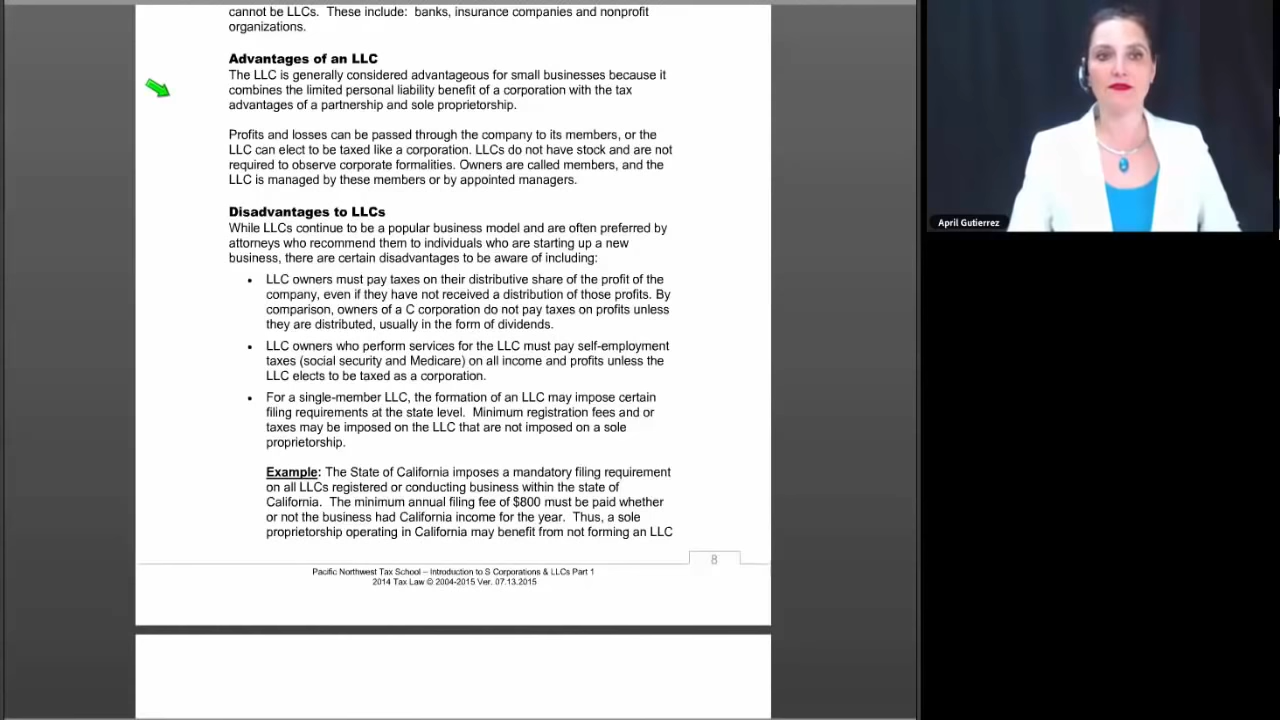 cannot be LLCs.  These include:  banks, insurance companies and nonprofit
organizations.
Advantages of an LLC
The LLC is generally considered advantageous for small businesses because it
combines the limited personal liability benefit of a corporation with the tax
advantages of a partnership and sole proprietorship.
Profits and losses can be passed through the company to its members, or the
LLC can elect to be taxed like a corporation. LLCs do not have stock and are not
required to observe corporate formalities. Owners are called members, and the
LLC is managed by these members or by appointed managers.
Disadvantages to LLCs
While LLCs continue to be a popular business model and are often preferred by
attorneys who recommend them to individuals who are starting up a new
business, there are certain disadvantages to be aware of including:
• LLC owners must pay taxes on their distributive share of the profit of the
company, even if they have not received a distribution of those profits. By
comparison, owners of a C corporation do not pay taxes on profits unless
they are distributed, usually in the form of dividends.
• LLC owners who perform services for the LLC must pay self-employment
taxes (social security and Medicare) on all income and profits unless the
LLC elects to be taxed as a corporation.
• For a single-member LLC, the formation of an LLC may impose certain
filing requirements at the state level.  Minimum registration fees and or
taxes may be imposed on the LLC that are not imposed on a sole
proprietorship.
Example: The State of California imposes a mandatory filing requirement
on all LLCs registered or conducting business within the state of
California.  The minimum annual filing fee of $800 must be paid whether
or not the business had California income for the year.  Thus, a sole
proprietorship operating in California may benefit from not forming an LLC
8
Pacific Northwest Tax School – Introduction to S Corporations & LLCs Part 1
2014 Tax Law © 2004-2015 Ver. 07.13.2015
April Gutierrez